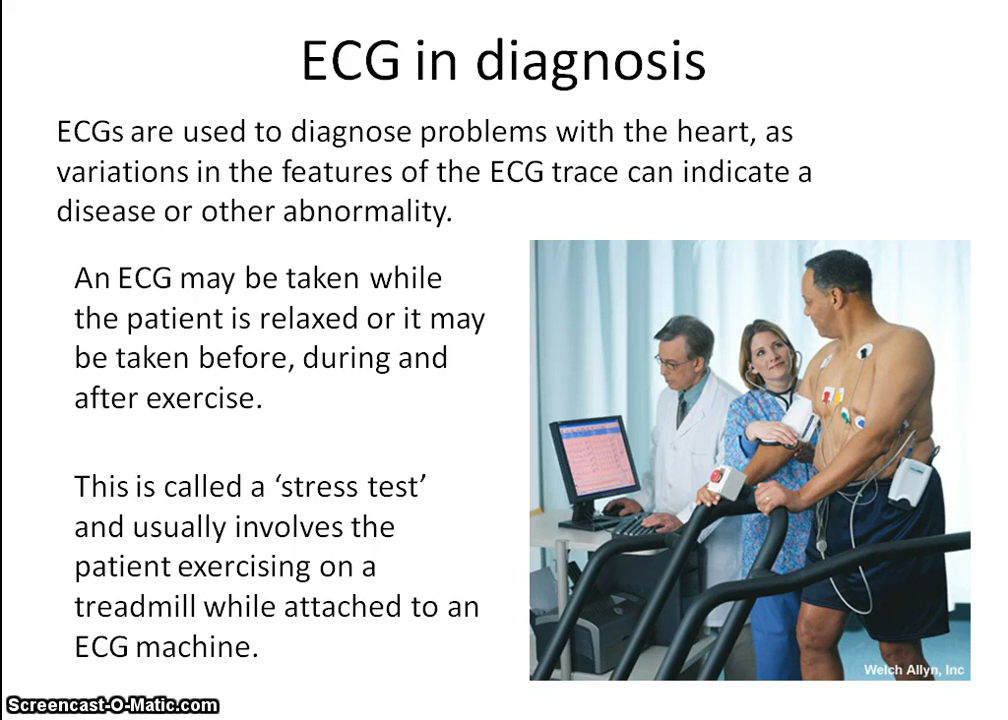 ECG in diagnosis
ECGs are used to diagnose problems with the heart, as
variations in the features of the ECG trace can indicate a
disease or other abnormality.
An ECG may be taken while
the patient is relaxed or it may
be taken before, during and
after exercise.
This is called a ‘stress test’
and usually involves the
patient exercising on a
treadmill while attached to an
ECG machine.
Welch Allyn, Inc
Screencast-O-Matic.com